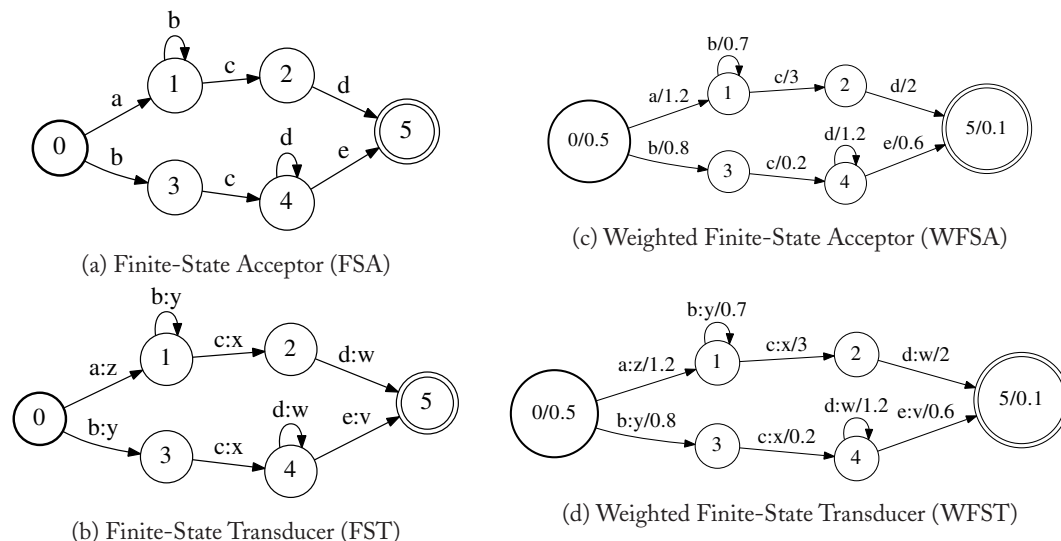 b
1
c
2
a
d
0
5
d
b
e
3
c
4
(a) Finite-State Acceptor (FSA)
b:y
1
c:x
2
a:z
d:w
0
5
d:w
b:y
e:v
3
c:x
4
(b) Finite-State Transducer (FST)
b/0.7
1
c/3
2
a/1.2
d/2
0/0.5
5/0.1
d/1.2
b/0.8
e/0.6
3
c/0.2
4
(c) Weighted Finite-State Acceptor (WFSA)
b:y/0.7
1
c:x/3
2
a:z/1.2
d:w/2
0/0.5
5/0.1
d:w/1.2
b:y/0.8
e:v/0.6
3
c:x/0.2
4
(d) Weighted Finite-State Transducer (WFST)